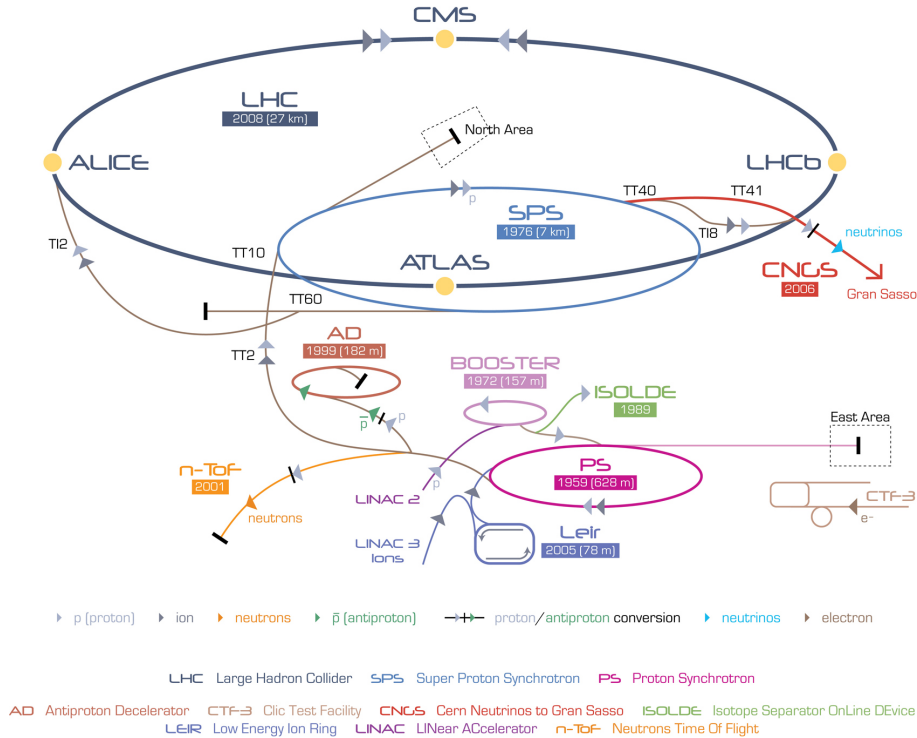 CMS
LHC
2008 (27 km)
North Area
ALICE
LHCb
TT40
TT41
p
SPS
1976 (7 km)
TI2
TT10
TI8
neutrinos
ATLAS
CNGS
2006
Gran Sasso
TT60
AD
1999 (182 m)
TT2
BOOSTER
1972 (157 m)
ISOLDE
1989
p̅
p
East Area
n-ToF
2001
p
PS
1959 (628 m)
LINAC 2
neutrons
CTF3
e-
LINAC 3
Ions
Leir
2005 (78 m)
p (proton)
ion
neutrons
p̅ (antiproton)
proton/antiproton conversion
neutrinos
electron
LHC Large Hadron Collider SPS Super Proton Synchrotron PS Proton Synchrotron
AD Antiproton Decelerator CTF3 Clic Test Facility CNGS Cern Neutrinos to Gran Sasso ISOLDE Isotope Separator OnLine DEvice
LEIR Low Energy Ion Ring LINAC LINear ACcelerator n-ToF Neutrons Time Of Flight